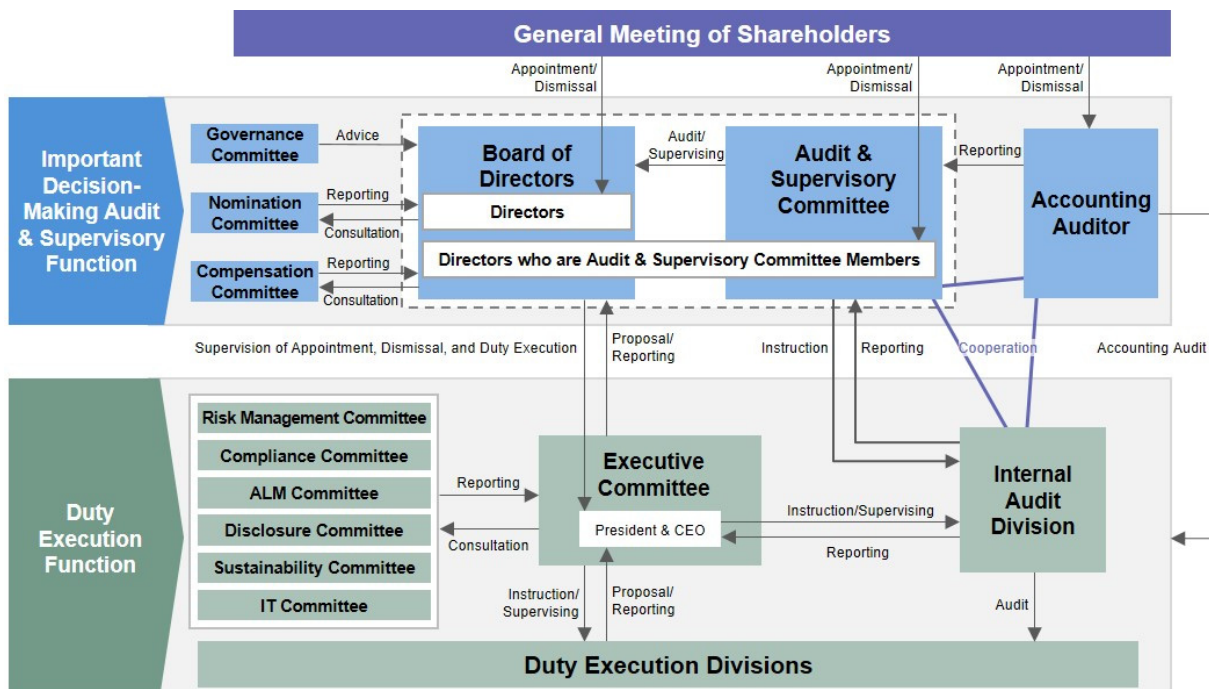 General Meeting of Shareholders
Appointment/
Dismissal
Appointment/
Dismissal
Appointment/
Dismissal
Important
Decision-
Making Audit
& Supervisory
Function
Governance
Committee
Advice
Nomination
Committee
Reporting
Consultation
Compensation
Committee
Reporting
Consultation
Board of
Directors
Directors
Audit/
Supervising
Audit &
Supervisory
Committee
Directors who are Audit & Supervisory Committee Members
Reporting
Accounting
Auditor
Supervision of Appointment, Dismissal, and Duty Execution
Proposal/
Reporting
Instruction
Reporting
Cooperation
Accounting Audit
Duty
Execution
Function
Risk Management Committee
Compliance Committee
ALM Committee
Disclosure Committee
Sustainability Committee
IT Committee
Reporting
Consultation
Executive
Committee
President & CEO
Instruction/Supervising
Reporting
Internal
Audit
Division
Instruction/
Supervising
Proposal/
Reporting
Audit
Duty Execution Divisions